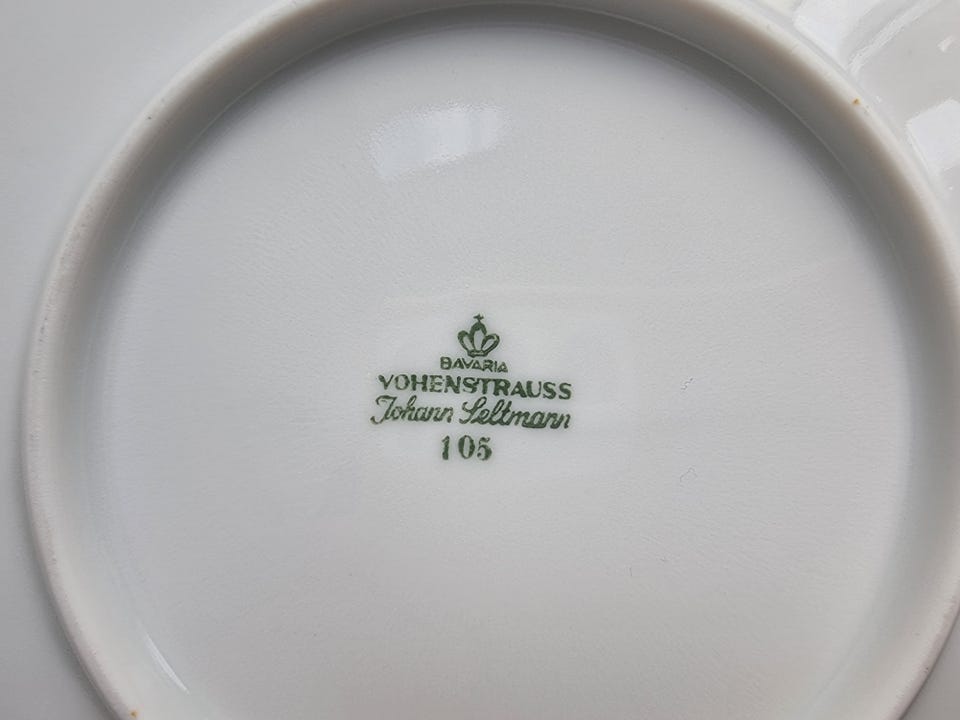 BAVARIA
VOHENSTRAUSS
Johann Seltmann
105